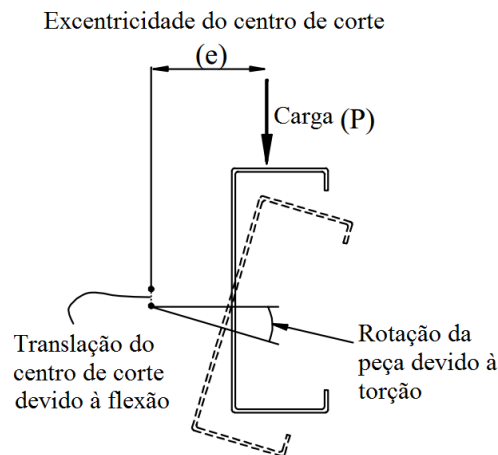 Excentricidade do centro de corte
(e)
Carga (P)
Translação do
centro de corte
devido à flexão
Rotação da
peça devido à
torção